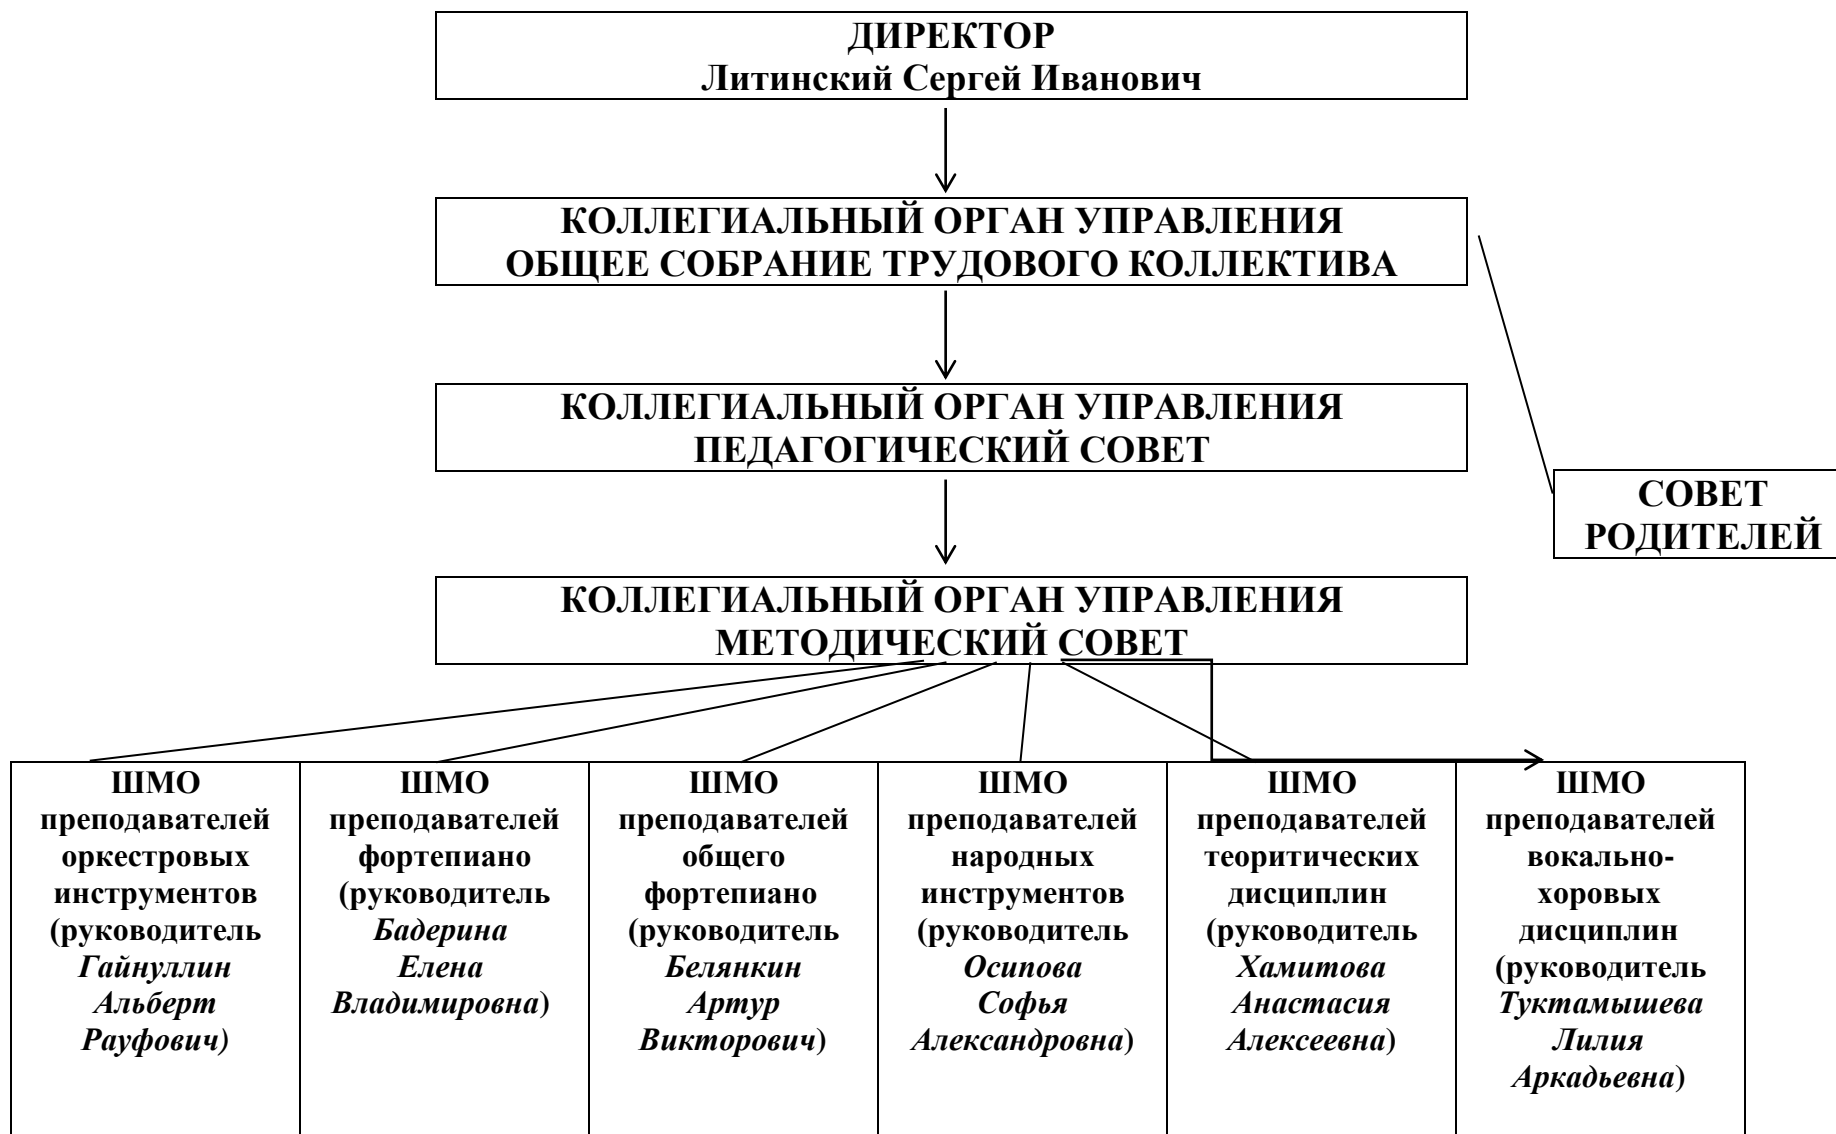 ДИРЕКТОР
Литинский Сергей Иванович
КОЛЛЕГИАЛЬНЫЙ ОРГАН УПРАВЛЕНИЯ
ОБЩЕЕ СОБРАНИЕ ТРУДОВОГО КОЛЛЕКТИВА
КОЛЛЕГИАЛЬНЫЙ ОРГАН УПРАВЛЕНИЯ
ПЕДАГОГИЧЕСКИЙ СОВЕТ
СОВЕТ
РОДИТЕЛЕЙ
КОЛЛЕГИАЛЬНЫЙ ОРГАН УПРАВЛЕНИЯ
МЕТОДИЧЕСКИЙ СОВЕТ
ШМО
преподавателей
оркестровых
инструментов
(руководитель
Гайнуллин
Альберт
Рауфович)
ШМО
преподавателей
фортепиано
(руководитель
Бадерина
Елена
Владимировна)
ШМО
преподавателей
общего
фортепиано
(руководитель
Белянкин
Артур
Викторович)
ШМО
преподавателей
народных
инструментов
(руководитель
Осипова
Софья
Александровна)
ШМО
преподавателей
теоритических
дисциплин
(руководитель
Хамитова
Анастасия
Алексеевна)
ШМО
преподавателей
вокально-
хоровых
дисциплин
(руководитель
Туктамышева
Лилия
Аркадьевна)